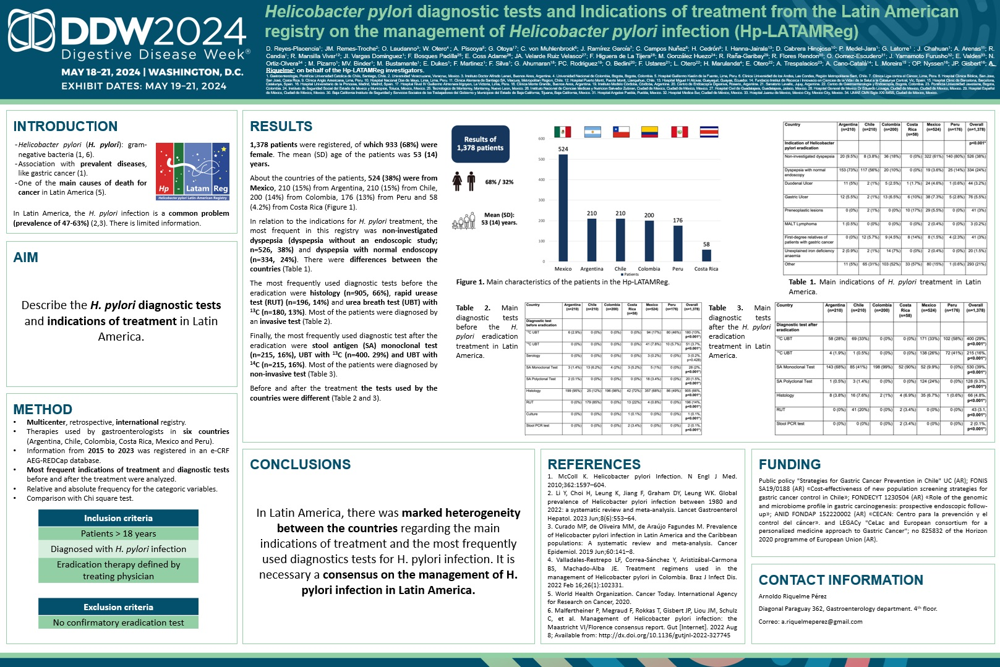 DDW2024
Digestive Disease Week®
MAY 18–21, 2024 | WASHINGTON, D.C.
EXHIBIT DATES: MAY 19–21, 2024
Helicobacter pylori diagnostic tests and Indications of treatment from the Latin American
registry on the management of Helicobacter pylori infection (Hp-LATAMReg)
D. Reyes-Placencia¹; JM. Remes-Troche²; O. Laudanno³; W. Otero⁴; A. Piscoya⁵; G. Otoya¹⁷; C. von Muhlenbrock⁶; J. Ramírez García⁷; C. Campos Nuñez⁸; H. Cedrón⁹; I. Hanna-Jairala¹³; D. Cabrera Hinojosa¹⁰; P. Medel-Jara¹; G. Latorre¹; J. Chahuan¹; A. Arenas¹¹; R.
Candia¹; R. Mansilla Vivar¹²; JI. Vargas Dominguez¹; F. Bosques Padilla²⁵; E. Coss Adame²⁶; JA. Velarde Ruiz Velasco²⁷; F. Higuera de La Tijera²⁸; M. González Huezo²⁴; R. Raña-Garibay²⁹; R. Flores Rendon³⁰; O. Gomez-Escudero³¹; J. Yamamoto Furusho³²; E. Valdés³³; N.
Ortiz-Olvera³⁴; M. Pizarro¹; MV. Binder¹; M. Bustamante¹; E. Dukes¹; F. Martinez¹; F. Silva¹; G. Ahumaran¹⁸; PC. Rodriguez¹⁹; O. Bedini²⁰; F. Ustares²¹; L. Otero²²; H. Marulanda⁴; E. Otero²²; A. Trespalacios²³; A. Cano-Català¹⁴; L .Moreira¹⁵; OP. Nyssen¹⁶; JP. Gisbert¹⁶; A.
Riquelme¹ on behalf of the Hp-LATAMReg investigators.
INTRODUCTION
-Helicobacter pylori (H. pylori): gram-
negative bacteria (1, 6).
-Association with prevalent diseases,
like gastric cancer (1).
-One of the main causes of death for
cancer in Latin America (5).
Hp - Latam Reg
Helicobacter pylori Latin-American Registry
In Latin America, the H. pylori infection is a common problem
(prevalence of 47-63%) (2,3). There is limited information.
AIM
Describe the H. pylori diagnostic tests
and indications of treatment in Latin
America.
METHOD
• Multicenter, retrospective, international registry.
• Therapies used by gastroenterologists in six countries
(Argentina, Chile, Colombia, Costa Rica, Mexico and Peru).
• Information from 2015 to 2023 was registered in an e-CRF
AEG-REDCap database.
• Most frequent indications of treatment and diagnostic tests
before and after the treatment were analyzed.
• Relative and absolute frequency for the categoric variables.
• Comparison with Chi square test.
Inclusion criteria
Patients > 18 years
Diagnosed with H. pylori infection
Eradication therapy defined by
treating physician
Exclusion criteria
No confirmatory eradication test
RESULTS
1,378 patients were registered, of which 933 (68%) were
female. The mean (SD) age of the patients was 53 (14)
years.
About the countries of the patients, 524 (38%) were from
Mexico, 210 (15%) from Argentina, 210 (15%) from Chile,
200 (14%) from Colombia, 176 (13%) from Peru and 58
(4.2%) from Costa Rica (Figure 1).
In relation to the indications for H. pylori treatment, the
most frequent in this registry was non-investigated
dyspepsia (dyspepsia without an endoscopic study;
n=526, 38%) and dyspepsia with normal endoscopy
(n=334, 24%). There were differences between the
countries (Table 1).
The most frequently used diagnostic tests before the
eradication were histology (n=905, 66%), rapid urease
test (RUT) (n=196, 14%) and urea breath test (UBT) with
¹³C (n=180, 13%). Most of the patients were diagnosed by
an invasive test (Table 2).
Finally, the most frequently used diagnostic test after the
eradication were stool antigen (SA) monoclonal test
(n=215, 16%), UBT with ¹³C (n=400. 29%) and UBT with
¹⁴C (n=215, 16%). Most of the patients were diagnosed by
non-invasive test (Table 3).
Before and after the treatment the tests used by the
countries were different (Table 2 and 3).
Results of
1,378 patients
68% / 32%
Mean (SD):
53 (14) years.
600
500
400
300
200
100
0
524
210
210
200
176
58
Mexico Argentina Chile Colombia Peru Costa Rica
Patients
Figure 1. Main characteristics of the patients in the Hp-LATAMReg.
Country Argentina (n=210) Chile (n=210) Colombia (n=200) Costa Rica (n=58) Mexico (n=524) Peru (n=176) Overall (n=1,378)
Indication of Helicobacter pylori eradication p<0.001*
Non-investigated dyspepsia 20 (9.5%) 8 (3.8%) 36 (18%) 0 (0%) 322 (61%) 140 (80%) 526 (38%)
Dyspepsia with normal endoscopy 153 (73%) 117 (56%) 20 (10%) 0 (0%) 19 (3.6%) 25 (14%) 334 (24%)
Duodenal Ulcer 11 (5%) 2 (1%) 5 (2.5%) 1 (1.7%) 24 (4.6%) 1 (0.6%) 44 (3.2%)
Gastric Ulcer 12 (5.5%) 2 (1%) 13 (6.5%) 6 (10%) 38 (7.3%) 5 (2.8%) 76 (5.5%)
Preneoplastic lesions 0 (0%) 2 (1%) 0 (0%) 10 (17%) 29 (5.5%) 0 (0%) 41 (3%)
MALT Lymphoma 1 (0.5%) 0 (0%) 0 (0%) 0 (0%) 2 (0.4%) 0 (0%) 3 (0.2%)
First-degree relatives of patients with gastric cancer 0 (0%) 12 (5.7%) 9 (4.5%) 8 (14%) 8 (1.5%) 4 (2.3%) 41 (3%)
Unexplained iron deficiency anaemia 2 (0.9%) 2 (1%) 14 (7%) 0 (0%) 2 (0.4%) 0 (0%) 20 (1.5%)
Other 11 (5%) 65 (31%) 103 (52%) 33 (57%) 80 (15%) 1 (0.6%) 293 (21%)
Table 1. Main indications of H. pylori treatment in Latin
America.
Table 2. Main
diagnostic tests
before the H.
pylori eradication
treatment in Latin
America.
Country Argentina (n=210) Chile (n=210) Colombia (n=200) Costa Rica (n=58) Mexico (n=524) Peru (n=176) Overall (n=1,378)
Diagnostic test before eradication
¹³C UBT 6 (2.9%) 0 (0%) 0 (0%) 0 (0%) 94 (17%) 80 (46%) 180 (13%, p<0.001*)
¹⁴C UBT 0 (0%) 0 (0%) 0 (0%) 0 (0%) 41 (7.8%) 10 (5.7%) 51 (3.7%, p<0.001*)
Serology 0 (0%) 0 (0%) 0 (0%) 0 (0%) 3 (0.2%) 0 (0%) 3 (0.2%, p=0.428)
SA Monoclonal Test 3 (1.4%) 13 (6.2%) 4 (2%) 3 (5.2%) 5 (1%) 0 (0%) 28 (2%, p<0.001*)
SA Polyclonal Test 2 (0.1%) 0 (0%) 0 (0%) 0 (0%) 18 (3.4%) 0 (0%) 20 (1.5%, p<0.001*)
Histology 199 (95%) 25 (12%) 196 (98%) 42 (72%) 357 (68%) 86 (49%) 905 (66%, p<0.001*)
RUT 0 (0%) 179 (85%) 0 (0%) 13 (22%) 4 (0.8%) 0 (0%) 196 (14%, p<0.001*)
Culture 0 (0%) 0 (0%) 0 (0%) 1 (0.1%) 0 (0%) 0 (0%) 1 (0.1%, p<0.001*)
Stool PCR test 0 (0%) 0 (0%) 0 (0%) 2 (3.4%) 0 (0%) 0 (0%) 2 (0.1%, p<0.001*)
Table 3. Main
diagnostic tests
after the H. pylori
eradication
treatment in Latin
America.
Country Argentina (n=210) Chile (n=210) Colombia (n=200) Costa Rica (n=58) Mexico (n=524) Peru (n=176) Overall (n=1,378)
Diagnostic test after eradication
¹³C UBT 58 (28%) 69 (33%) 0 (0%) 0 (0%) 171 (33%) 102 (58%) 400 (29%, p<0.001*)
¹⁴C UBT 4 (1.9%) 1 (0.5%) 0 (0%) 0 (0%) 138 (26%) 72 (41%) 215 (16%, p<0.001*)
SA Monoclonal Test 143 (68%) 85 (41%) 198 (99%) 52 (90%) 52 (9.9%) 0 (0%) 530 (39%, p<0.001*)
SA Polyclonal Test 1 (0.5%) 3 (1.4%) 0 (0%) 0 (0%) 124 (24%) 0 (0%) 128 (9.3%, p<0.001*)
Histology 8 (3.8%) 16 (7.6%) 2 (1%) 4 (6.9%) 35 (6.7%) 1 (0.6%) 66 (4.8%, p<0.001*)
RUT 0 (0%) 41 (20%) 0 (0%) 2 (3.4%) 0 (0%) 0 (0%) 43 (3.1, p<0.001*)
Stool PCR test 0 (0%) 0 (0%) 0 (0%) 2 (3.4%) 0 (0%) 0 (0%) 2 (0.1%, p<0.001*)
CONCLUSIONS
In Latin America, there was marked heterogeneity
between the countries regarding the main
indications of treatment and the most frequently
used diagnostics tests for H. pylori infection. It is
necessary a consensus on the management of H.
pylori infection in Latin America.
REFERENCES
1. McColl K. Helicobacter pylori Infection. N Engl J Med.
2010;362:1597–604.
2. Li Y, Choi H, Leung K, Jiang F, Graham DY, Leung WK. Global
prevalence of Helicobacter pylori infection between 1980 and
2022: a systematic review and meta-analysis. Lancet Gastroenterol
Hepatol. 2023 Jun;8(6):553–64.
3. Curado MP, de Oliveira MM, de Araújo Fagundes M. Prevalence
of Helicobacter pylori infection in Latin America and the Caribbean
populations: A systematic review and meta-analysis. Cancer
Epidemiol. 2019 Jun;60:141–8.
4. Valladales-Restrepo LF, Correa-Sánchez Y, Aristizábal-Carmona
BS, Machado-Alba JE. Treatment regimens used in the
management of Helicobacter pylori in Colombia. Braz J Infect Dis.
2022 Feb 16;26(1):102331.
5. World Health Organization. Cancer Today. International Agency
for Research on Cancer, 2020.
6. Malfertheiner P, Megraud F, Rokkas T, Gisbert JP, Liou JM, Schulz
C, et al. Management of Helicobacter pylori infection: the
Maastricht VI/Florence consensus report. Gut [Internet]. 2022 Aug
8; Available from: http://dx.doi.org/10.1136/gutjnl-2022-327745
FUNDING
Public policy "Strategies for Gastric Cancer Prevention in Chile" UC (AR); FONIS
SA19/0188 (AR) «Cost-effectiveness of new population screening strategies for
gastric cancer control in Chile»; FONDECYT 1230504 (AR) «Role of the genomic
and microbiome profile in gastric carcinogenesis: prospective endoscopic follow-
up»; ANID FONDAP 152220002 (AR) «CECAN: Centro para la prevención y el
control del cáncer». and LEGACy "CeLac and European consortium for a
personalized medicine approach to Gastric Cancer"; no 825832 of the Horizon
2020 programme of European Union (AR).
CONTACT INFORMATION
Arnoldo Riquelme Pérez
Diagonal Paraguay 362, Gastroenterology department. 4ᵗʰ floor.
Correo: a.riquelmeperez@gmail.com